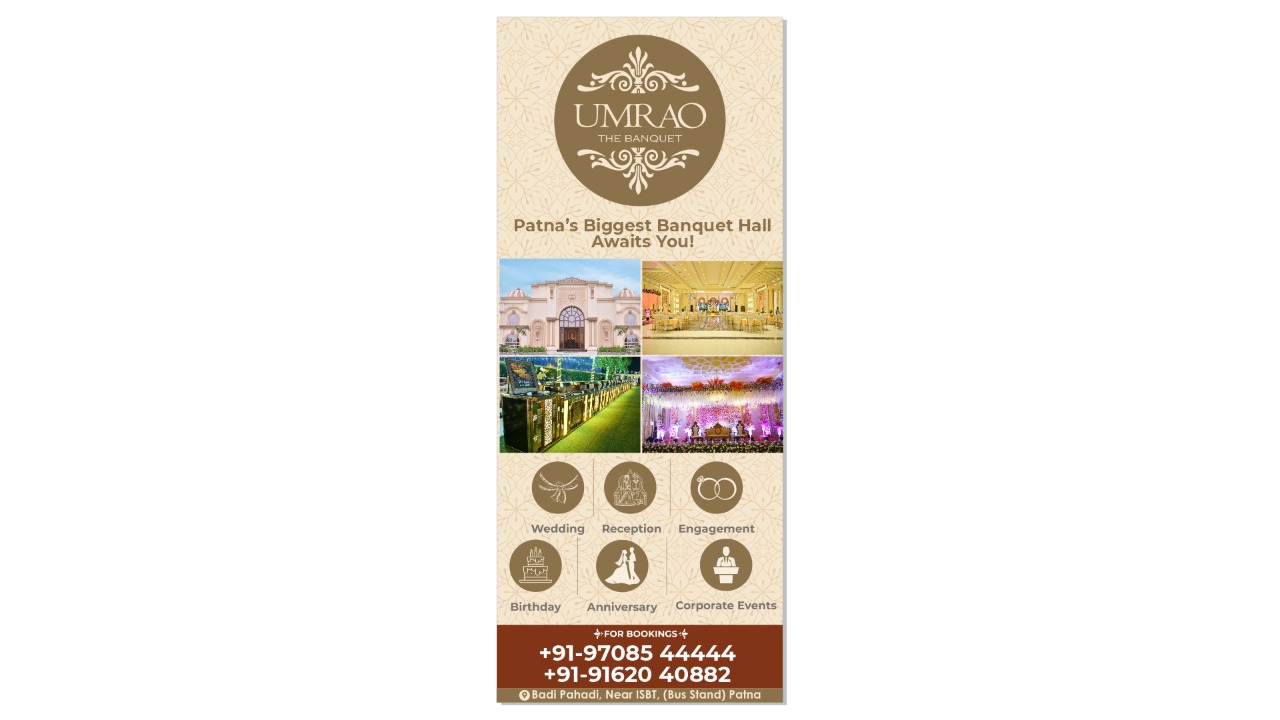 UMRAO
THE BANQUET
Patna’s Biggest Banquet Hall
Awaits You!
Wedding
Reception
Engagement
Birthday
Anniversary
Corporate Events
FOR BOOKINGS
+91-97085 44444
+91-91620 40882
Badi Pahadi, Near ISBT, (Bus Stand) Patna